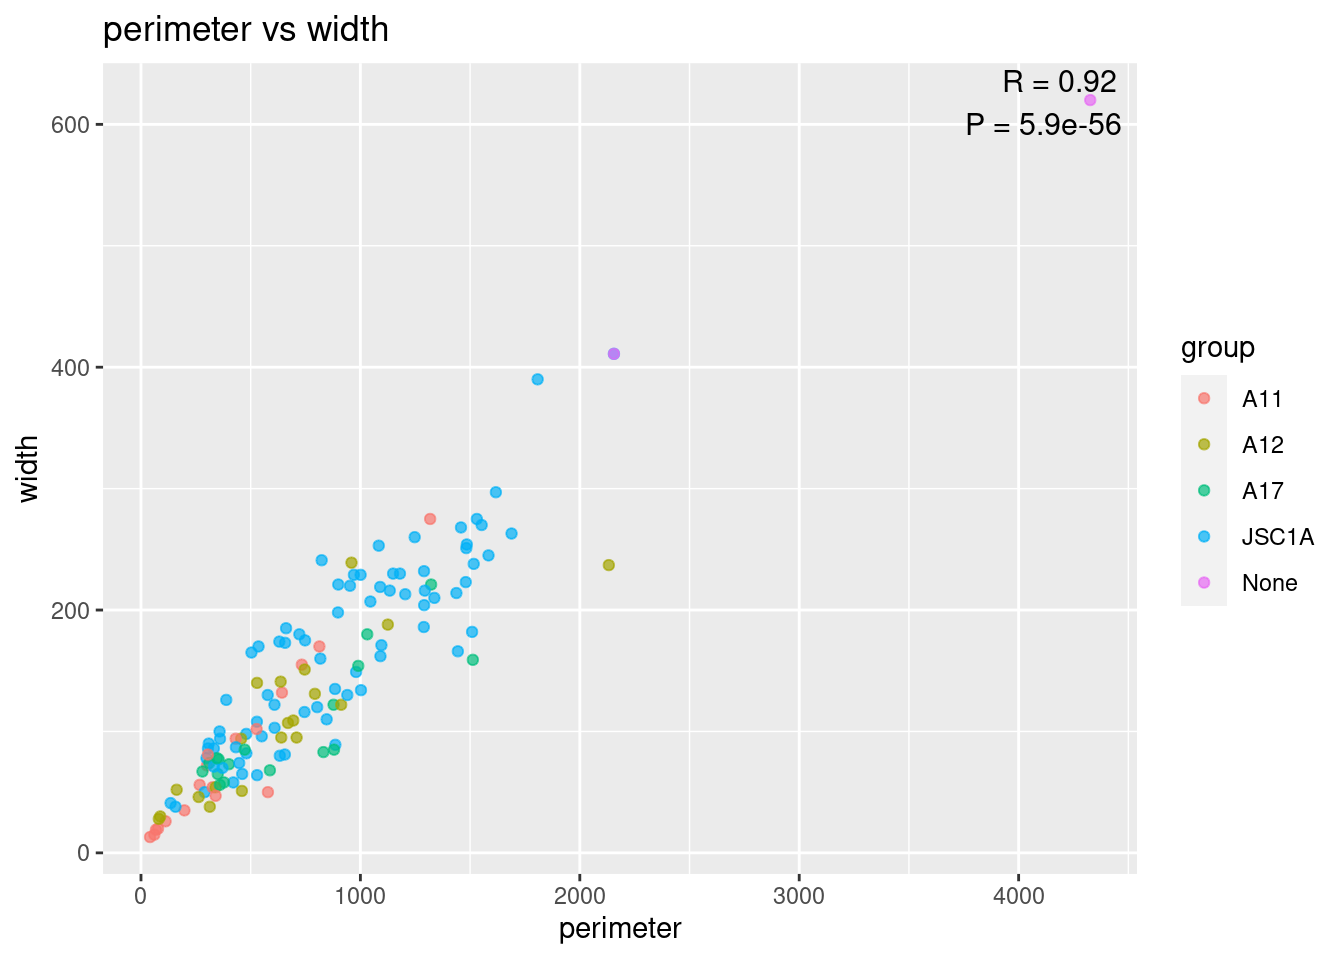 perimeter vs width
R = 0.92
P = 5.9e-56
600
400
200
0
width
0 1000 2000 3000 4000
perimeter
group
A11
A12
A17
JSC1A
None